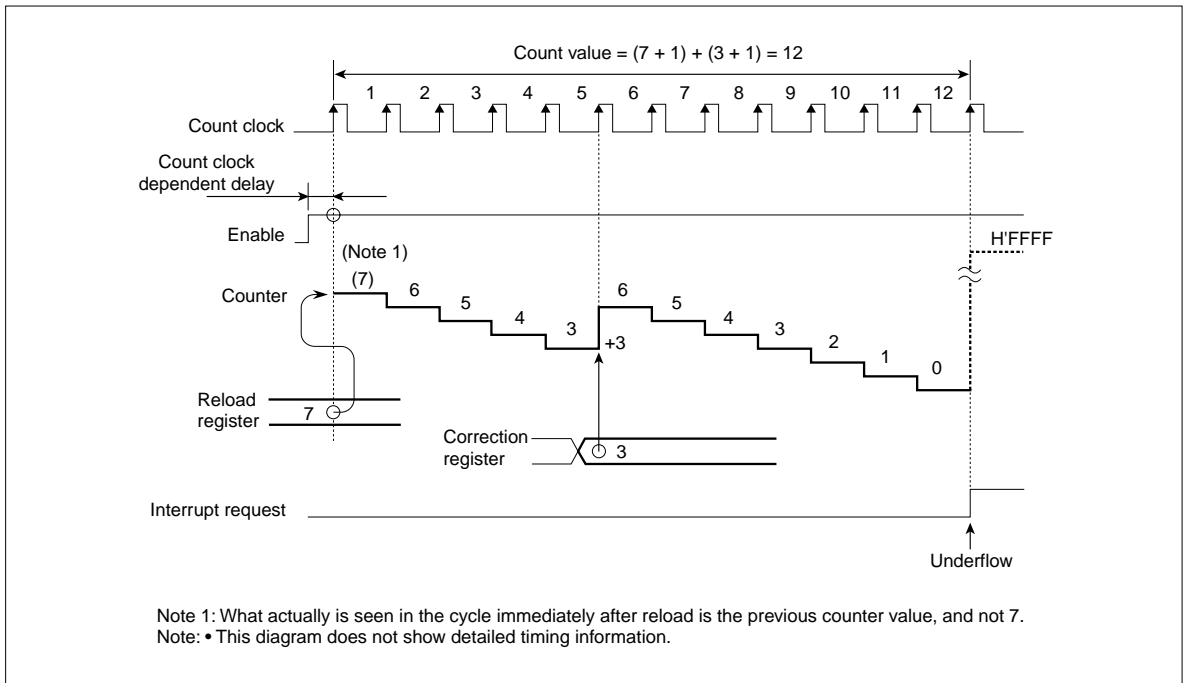 Count value = (7 + 1) + (3 + 1) = 12
1 2 3 4 5 6 7 8 9 10 11 12
Count clock
Count clock
dependent delay
Enable
H'FFFF
(Note 1)
(7) 6 5 4 3 6 5 4 3 2 1 0
Counter
+3
Reload
register
7
Correction
register
3
Interrupt request
Underflow
Note 1: What actually is seen in the cycle immediately after reload is the previous counter value, and not 7.
Note: • This diagram does not show detailed timing information.